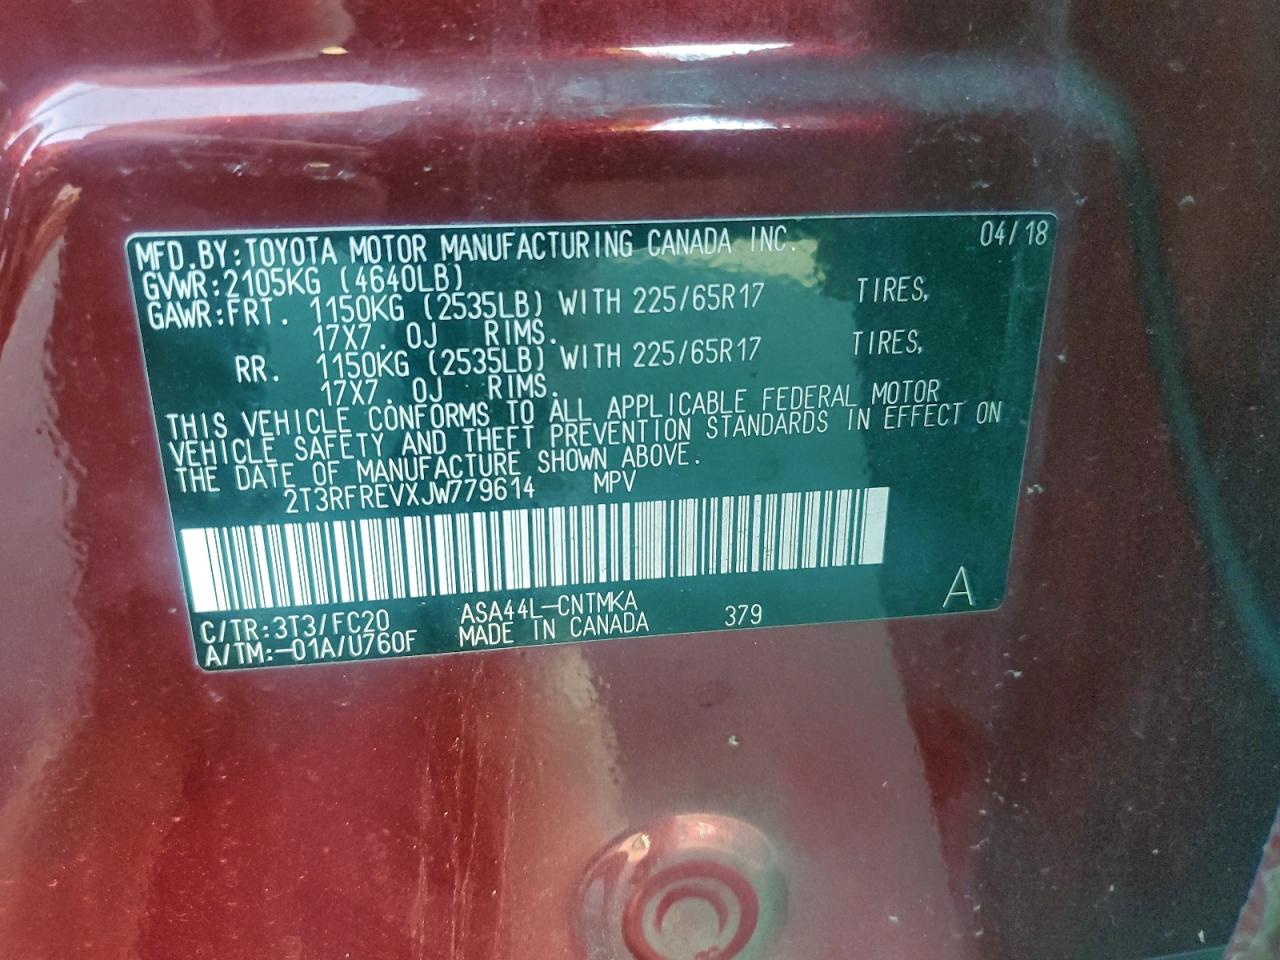 MFD.BY:TOYOTA MOTOR MANUFACTURING CANADA INC. 04/18
GVWR:2105KG (4640LB)
GAWR:FRT. 1150KG (2535LB) WITH 225/65R17 TIRES,
17X7. 0J RIMS.
RR. 1150KG (2535LB) WITH 225/65R17 TIRES,
17X7. 0J RIMS.
THIS VEHICLE CONFORMS TO ALL APPLICABLE FEDERAL MOTOR
VEHICLE SAFETY AND THEFT PREVENTION STANDARDS IN EFFECT ON
THE DATE OF MANUFACTURE SHOWN ABOVE.
2T3RFREVXJW779614 MPV
C/TR:3T3/FC20 ASA44L-CNTMKA 379 A
A/TM:-01A/U760F MADE IN CANADA